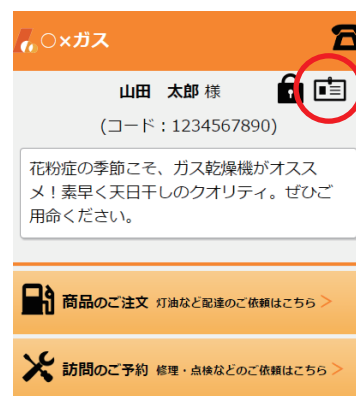 ○×ガス
山田 太郎 様
(コード：1234567890)
花粉症の季節こそ、ガス乾燥機がオスス
メ！素早く天日干しのクオリティ。ぜひご
用命ください。
商品のご注文 灯油など配達のご依頼はこちら >
訪問のご予約 修理・点検などのご依頼はこちら >